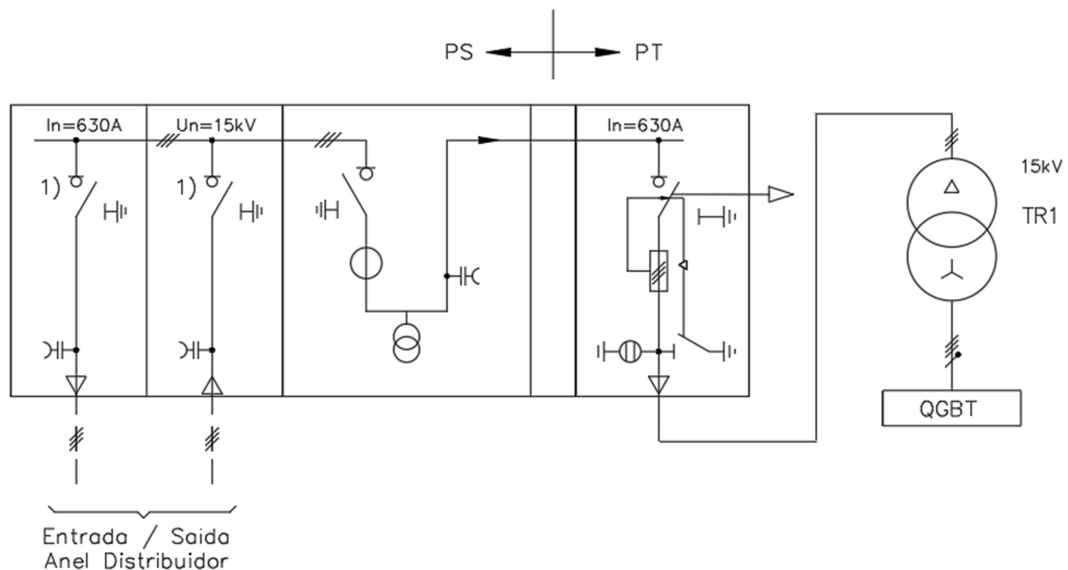 PS PT
In=630A Un=15kV In=630A
1) 1)
15kV
TR1
QGBT
Entrada / Saida
Anel Distribuidor